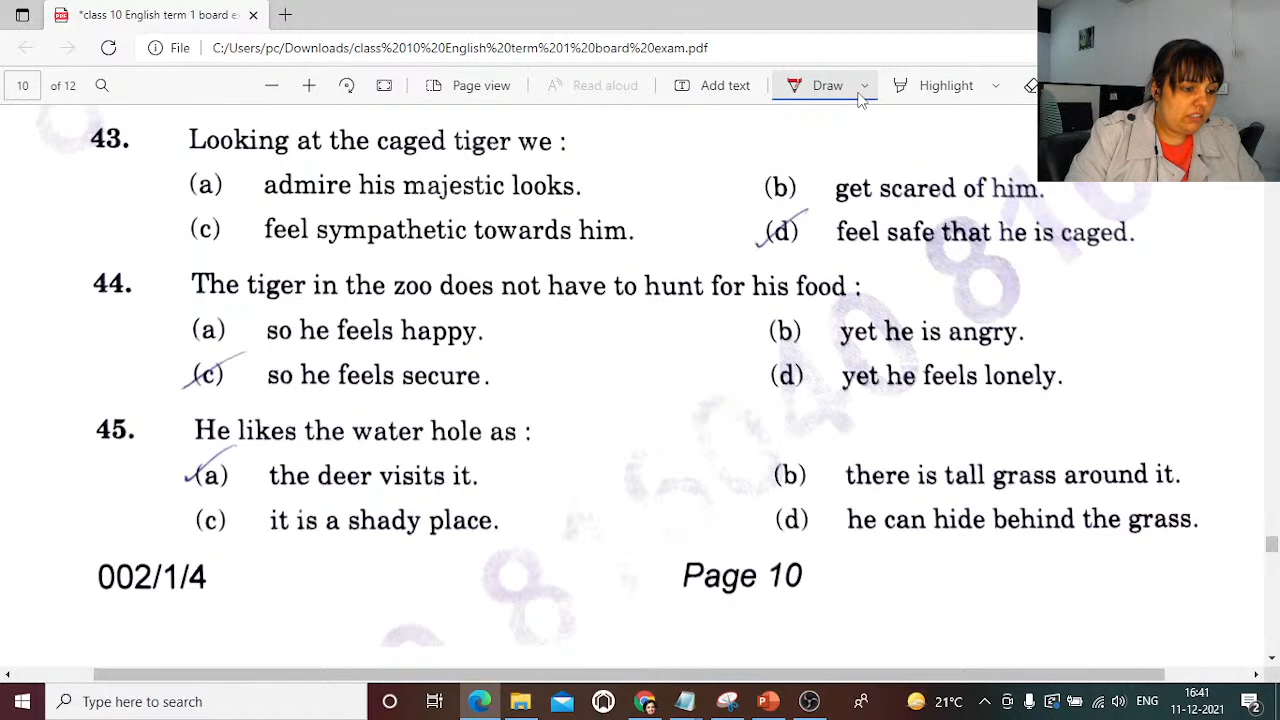 *class 10 English term 1 board e
File C:/Users/pc/Downloads/class%2010%20English%20term%201%20board%20exam.pdf
10 of 12 Page view Read aloud Add text Draw Highlight
43. Looking at the caged tiger we :
(a) admire his majestic looks. (b) get scared of him.
(c) feel sympathetic towards him. (d) feel safe that he is caged.
44. The tiger in the zoo does not have to hunt for his food :
(a) so he feels happy. (b) yet he is angry.
(c) so he feels secure. (d) yet he feels lonely.
45. He likes the water hole as :
(a) the deer visits it. (b) there is tall grass around it.
(c) it is a shady place. (d) he can hide behind the grass.
002/1/4 Page 10
Type here to search 21°C ENG 16:41
11-12-2021